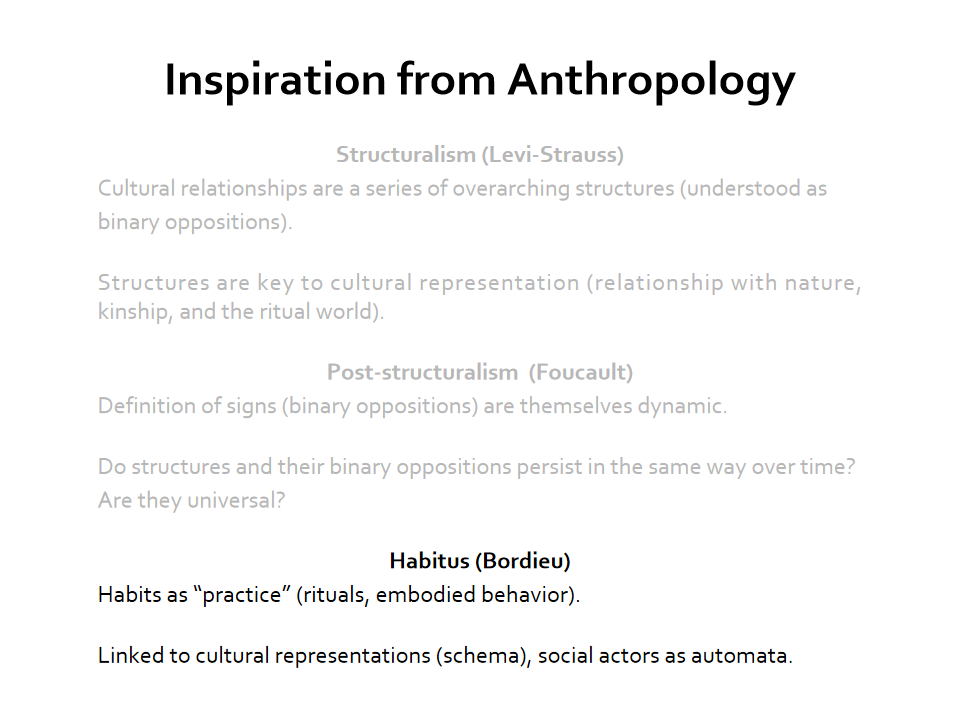 Inspiration from Anthropology
Structuralism (Levi-Strauss)
Cultural relationships are a series of overarching structures (understood as
binary oppositions).
Structures are key to cultural representation (relationship with nature,
kinship, and the ritual world).
Post-structuralism  (Foucault)
Definition of signs (binary oppositions) are themselves dynamic.
Do structures and their binary oppositions persist in the same way over time?
Are they universal?
Habitus (Bordieu)
Habits as “practice” (rituals, embodied behavior).
Linked to cultural representations (schema), social actors as automata.